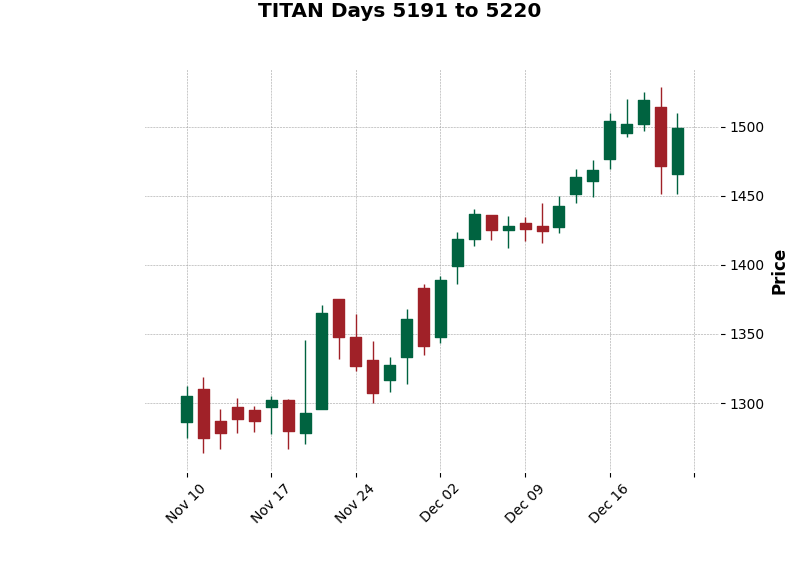 TITAN Days 5191 to 5220
1500
1450
1400
1350
1300
Price
Nov 10
Nov 17
Nov 24
Dec 02
Dec 09
Dec 16